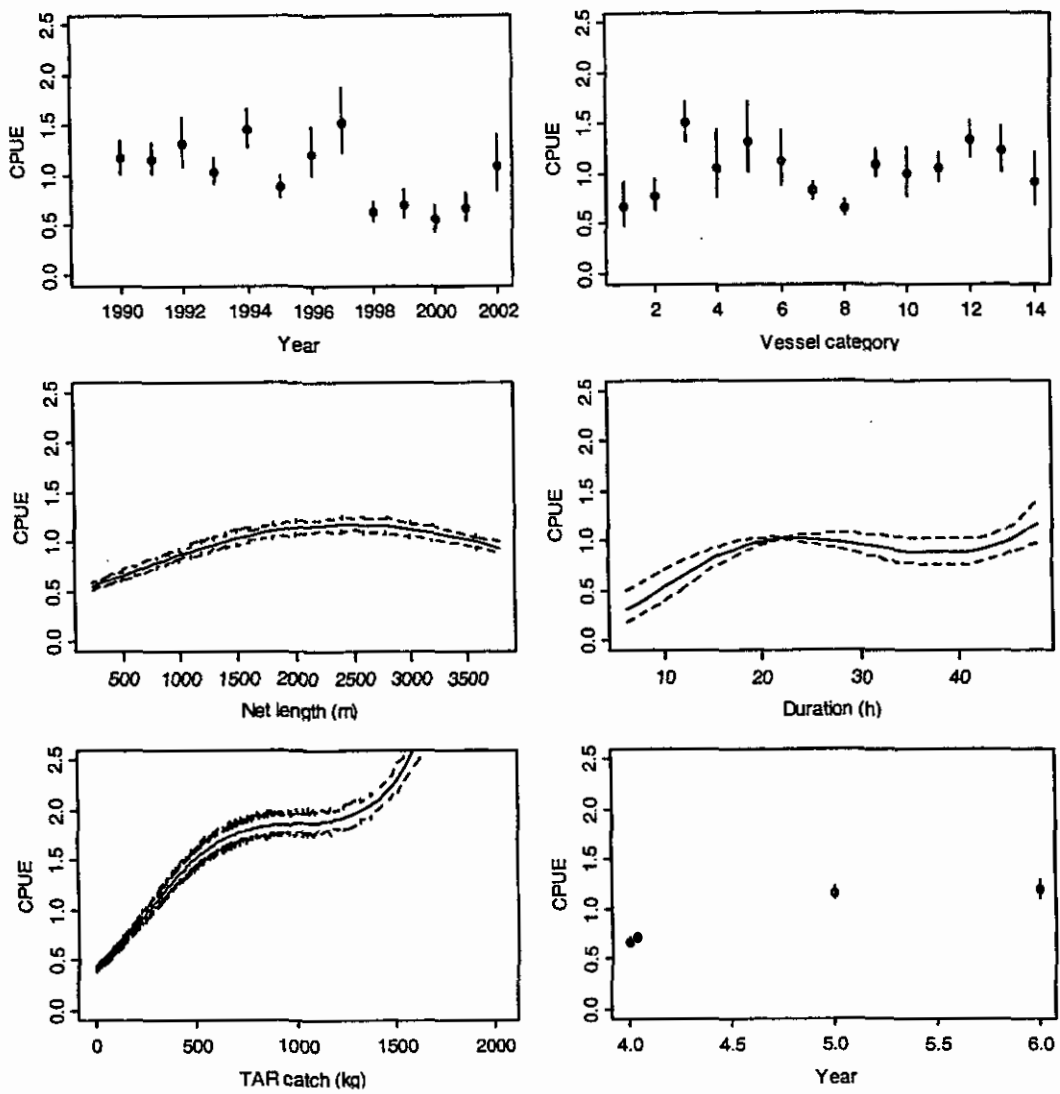 CPUE
2.5
2.0
1.5
1.0
0.5
0.0
1990 1992 1994 1996 1998 2000 2002
Year
CPUE
2.5
2.0
1.5
1.0
0.5
0.0
2 4 6 8 10 12 14
Vessel category
CPUE
2.5
2.0
1.5
1.0
0.5
0.0
500 1000 1500 2000 2500 3000 3500
Net length (m)
CPUE
2.5
2.0
1.5
1.0
0.5
0.0
10 20 30 40
Duration (h)
CPUE
2.5
2.0
1.5
1.0
0.5
0.0
0 500 1000 1500 2000
TAR catch (kg)
CPUE
2.5
2.0
1.5
1.0
0.5
0.0
4.0 4.5 5.0 5.5 6.0
Year